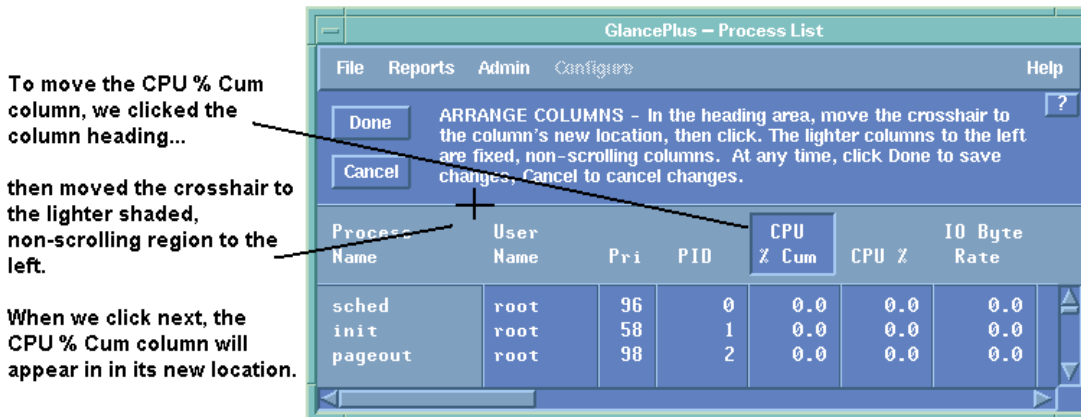 To move the CPU % Cum
column, we clicked the
column heading...
then moved the crosshair to
the lighter shaded,
non-scrolling region to the
left.
When we click next, the
CPU % Cum column will
appear in in its new location.
GlancePlus – Process List
File Reports Admin Configure Help
Done
Cancel
?
ARRANGE COLUMNS - In the heading area, move the crosshair to
the column's new location, then click. The lighter columns to the left
are fixed, non-scrolling columns. At any time, click Done to save
changes, Cancel to cancel changes.
Process User CPU IO Byte
Name Name Pri PID % Cum CPU % Rate
sched root 96 0 0.0 0.0 0.0
init root 58 1 0.0 0.0 0.0
pageout root 98 2 0.0 0.0 0.0